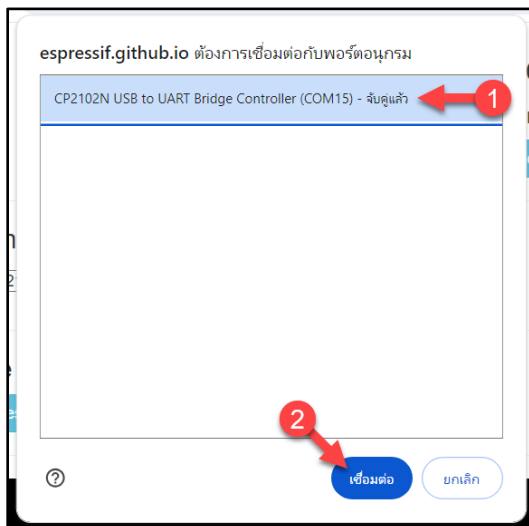 espressif.github.io ต้องการเชื่อมต่อกับพอร์ตอนุกรม
CP2102N USB to UART Bridge Controller (COM15) - จับคู่แล้ว
1
2
เชื่อมต่อ
ยกเลิก